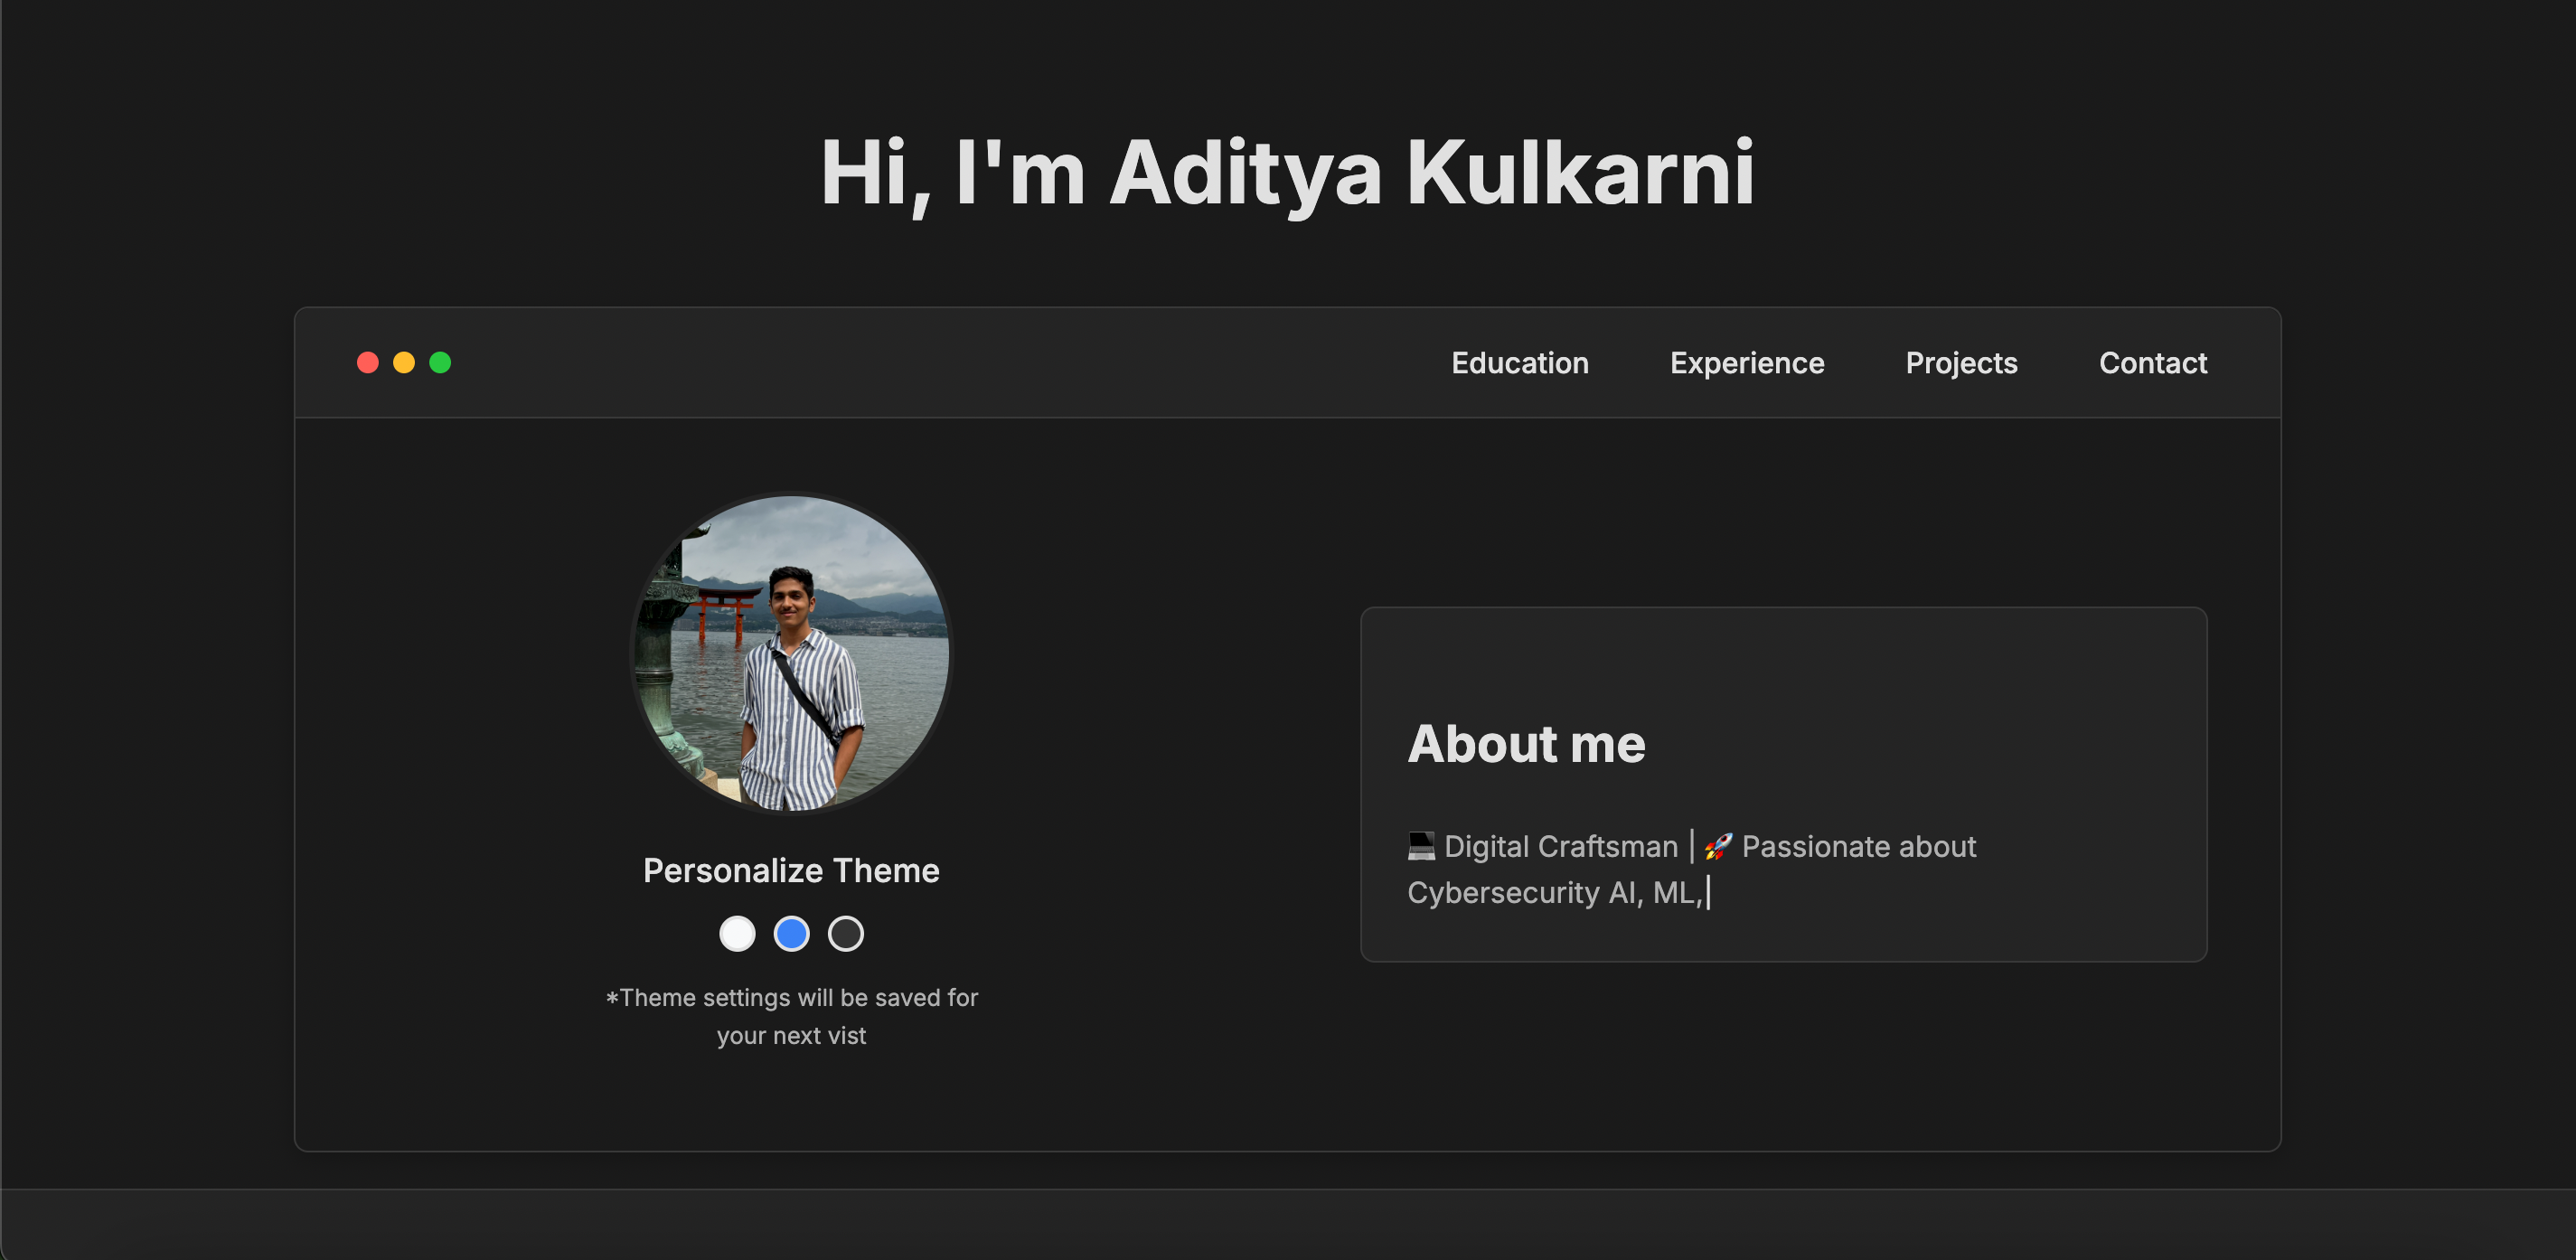 Hi, I'm Aditya Kulkarni
Education Experience Projects Contact
Personalize Theme
*Theme settings will be saved for
your next vist
About me
💻 Digital Craftsman | 🚀 Passionate about
Cybersecurity AI, ML,|